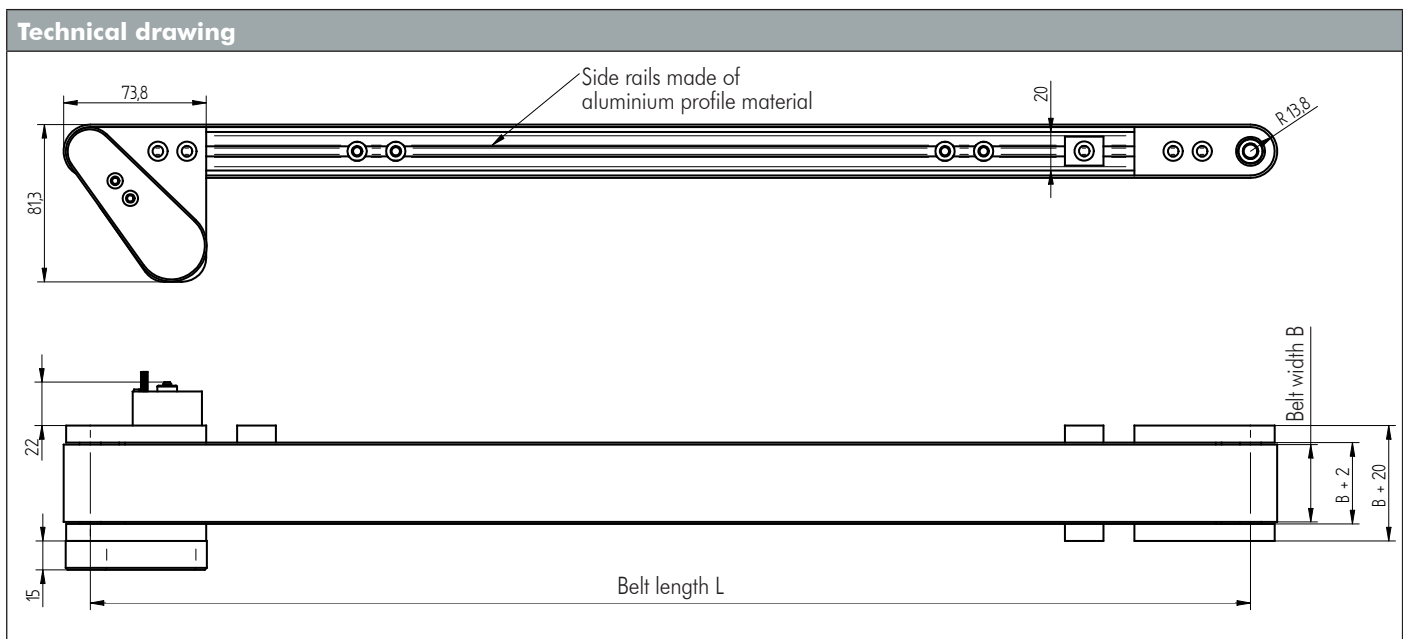 Technical drawing
Side rails made of
aluminium profile material
73,8
20
R 13,8
81,3
Belt width B
22
B + 2
B + 20
15
Belt length L